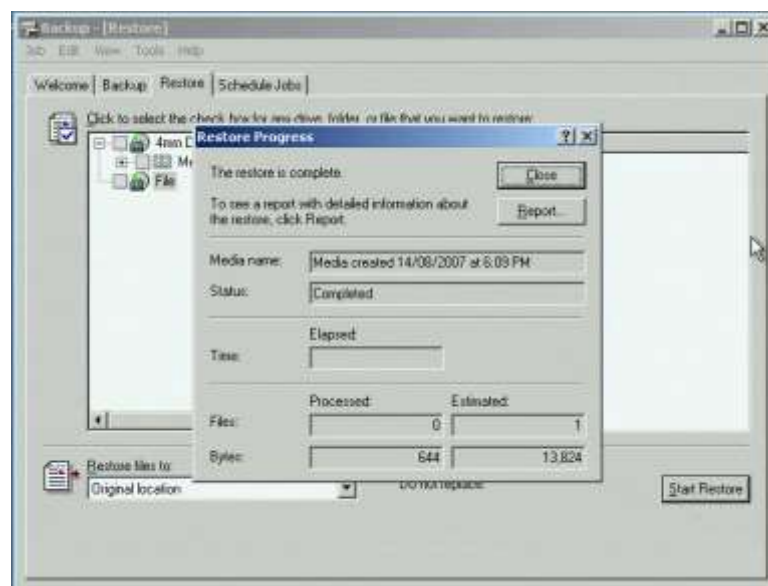 Backup - [Restore]
Job Edit View Tools Help
Welcome Backup Restore Schedule Jobs
Click to select the check box for any drive, folder, or file that you want to restore:
4mm D
Me
File
Restore Progress
The restore is complete.
Close
To see a report with detailed information about
the restore, click Report.
Report...
Media name: Media created 14/08/2007 at 6:09 PM
Status: Completed
Elapsed:
Time:
Processed: Estimated:
Files: 0 1
Bytes: 644 13,824
Restore files to:
Original location
Do not replace.
Start Restore